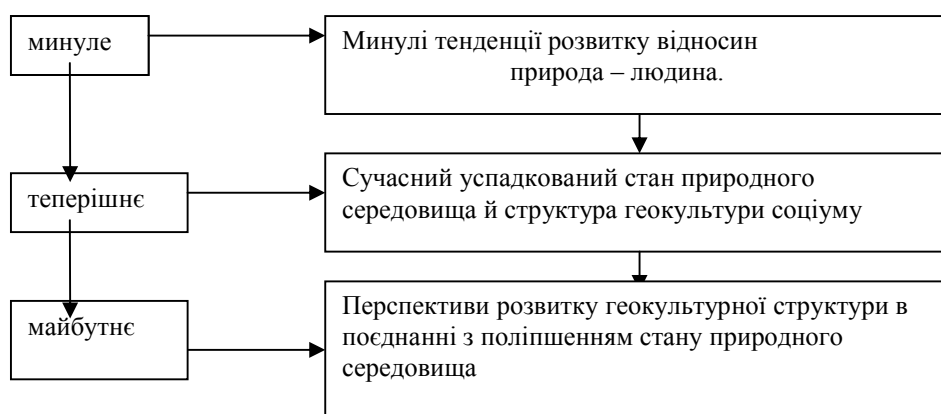 минуле
Минулі тенденції розвитку відносин
природа – людина.
теперішнє
Сучасний успадкований стан природного
середовища й структура геокультури соціуму
майбутнє
Перспективи розвитку геокультурної структури в
поєднанні з поліпшенням стану природного
середовища